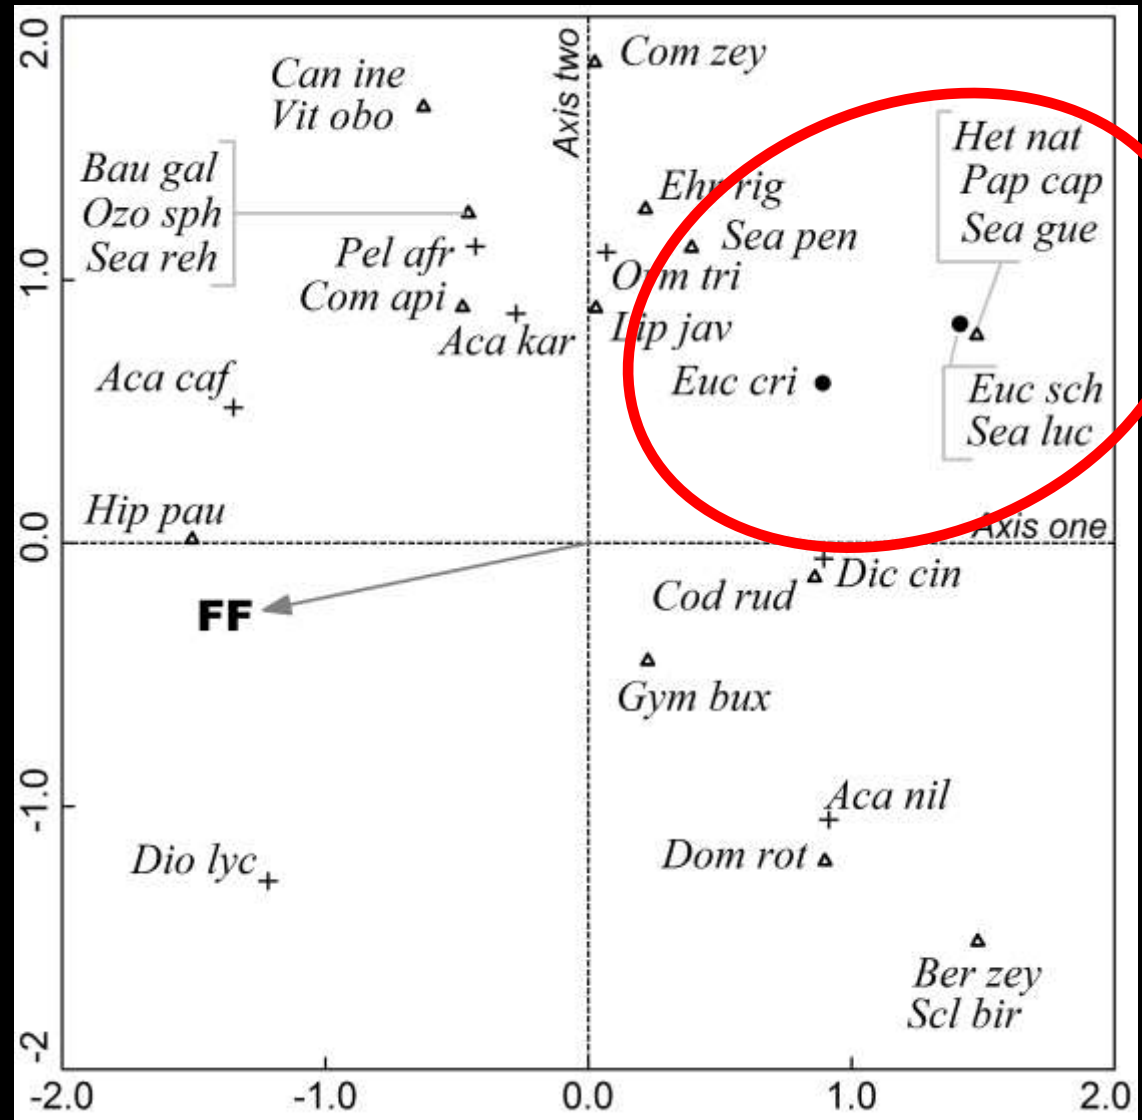 2.0
Axis two
Com zey
Can ine
Vit obo
Het nat
Pap cap
Sea gue
Bau gal
Ozo sph
Sea reh
Ehr rig
Sea pen
Pel afr
Orm tri
1.0
Com api
Lip jav
Aca kar
Aca caf
Euc cri
Euc sch
Sea luc
Hip pau
Axis one
0.0
Dic cin
Cod rud
FF
Gym bux
Aca nil
-1.0
Dom rot
Dio lyc
Ber zey
Scl bir
-2
-2.0 -1.0 0.0 1.0 2.0